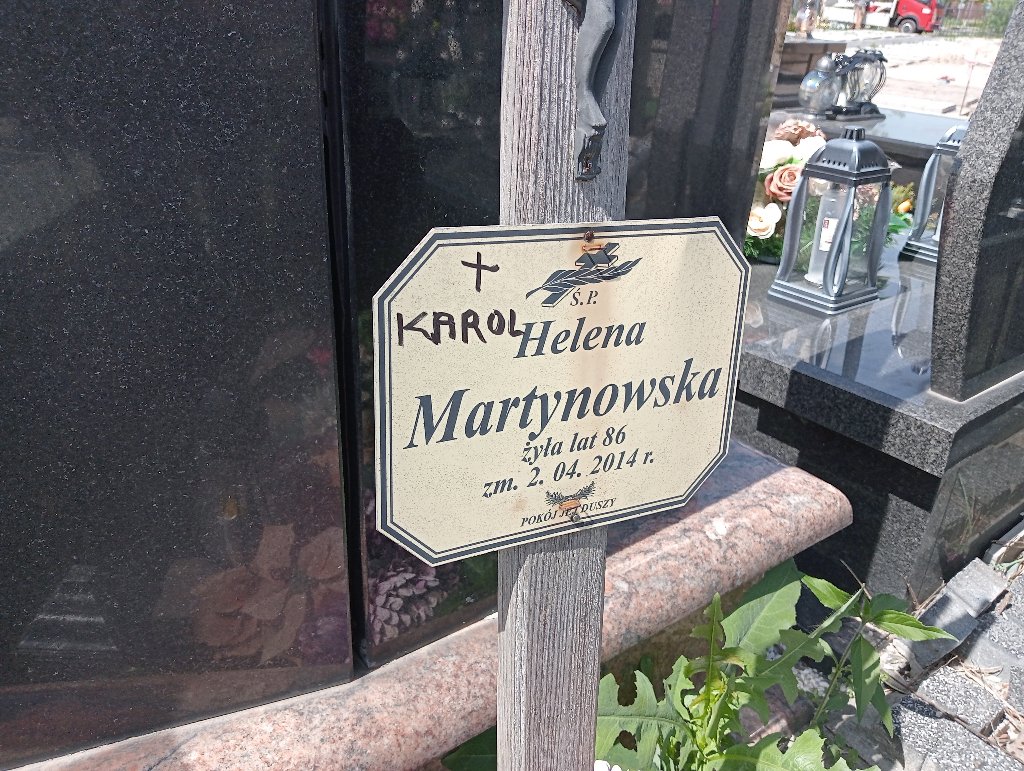 Ś.P.
KAROL
Helena
Martynowska
żyła lat 86
zm. 2. 04. 2014 r.
POKÓJ JEJ DUSZY